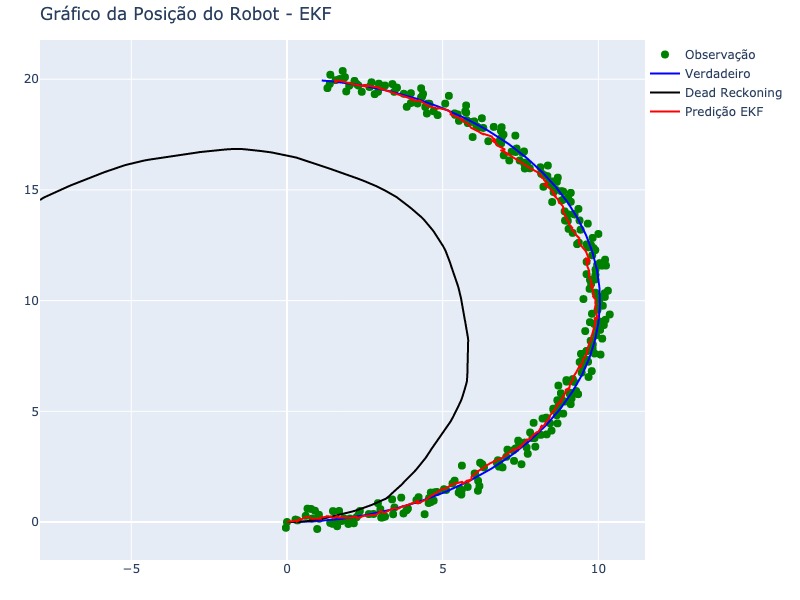 Gráfico da Posição do Robot - EKF
Observação
Verdadeiro
Dead Reckoning
Predição EKF
20
15
10
5
0
−5
0
5
10